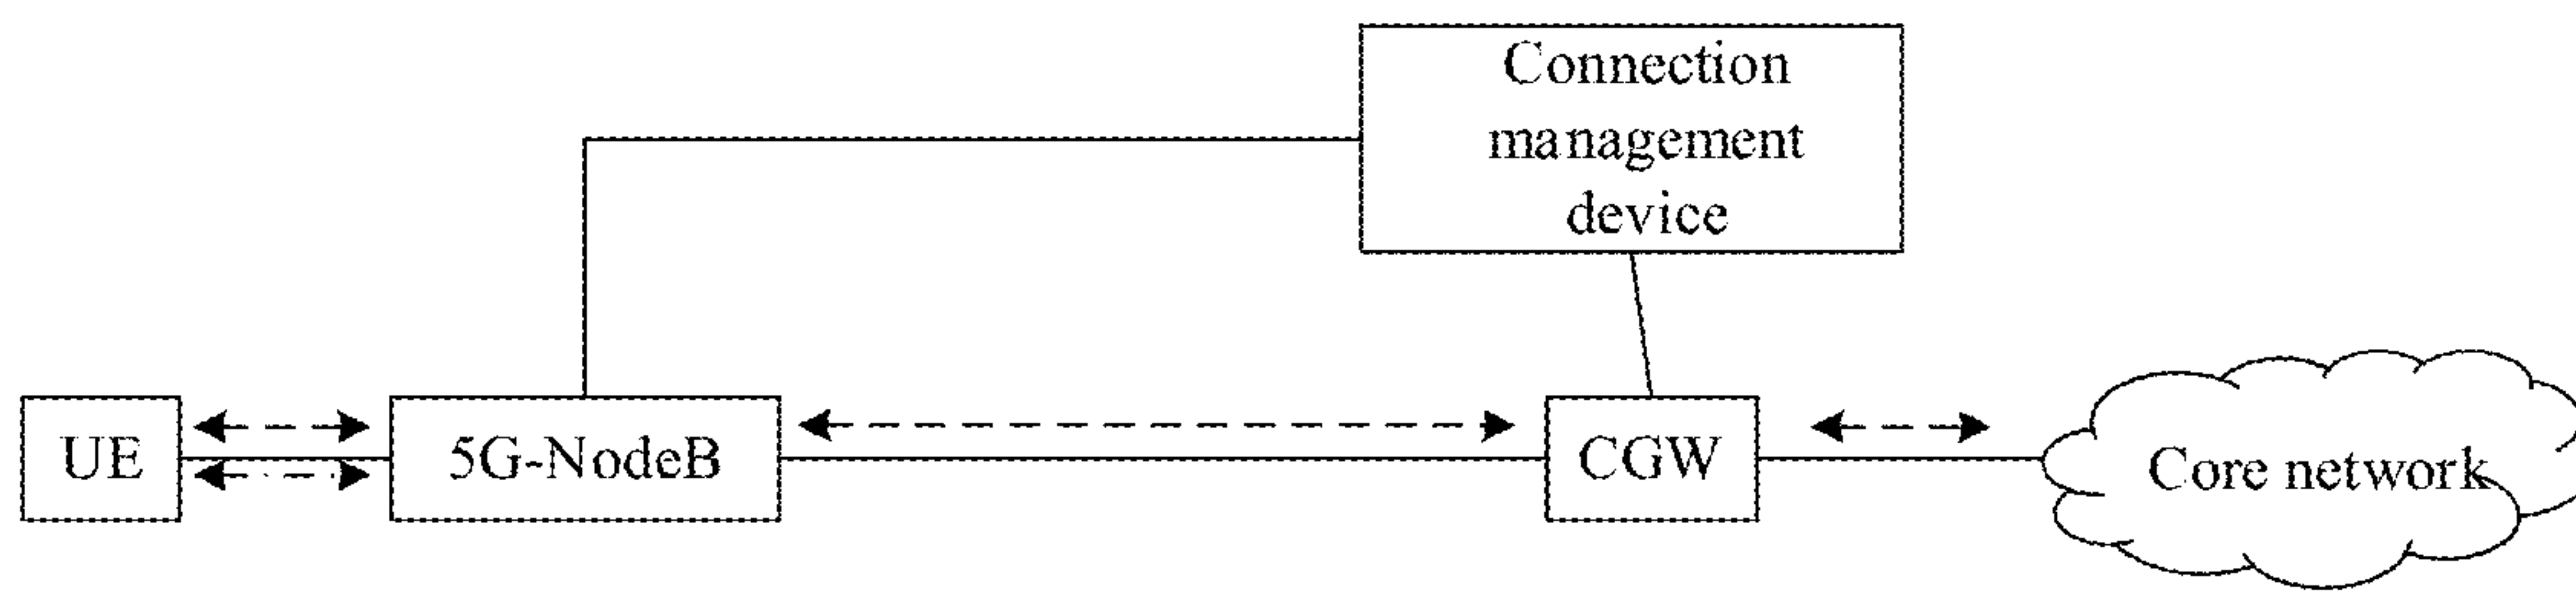 Connection
management
device
UE
5G-NodeB
CGW
Core network